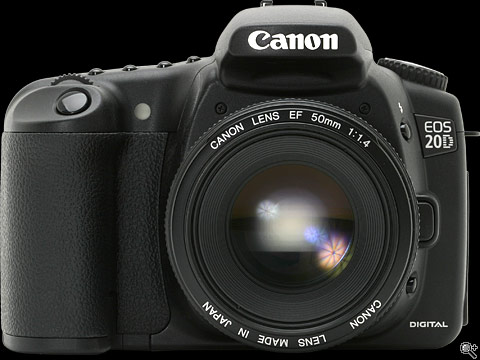 Canon
CANON LENS EF 50mm 1:1.4
EOS
20D
CANON LENS MADE IN JAPAN
DIGITAL